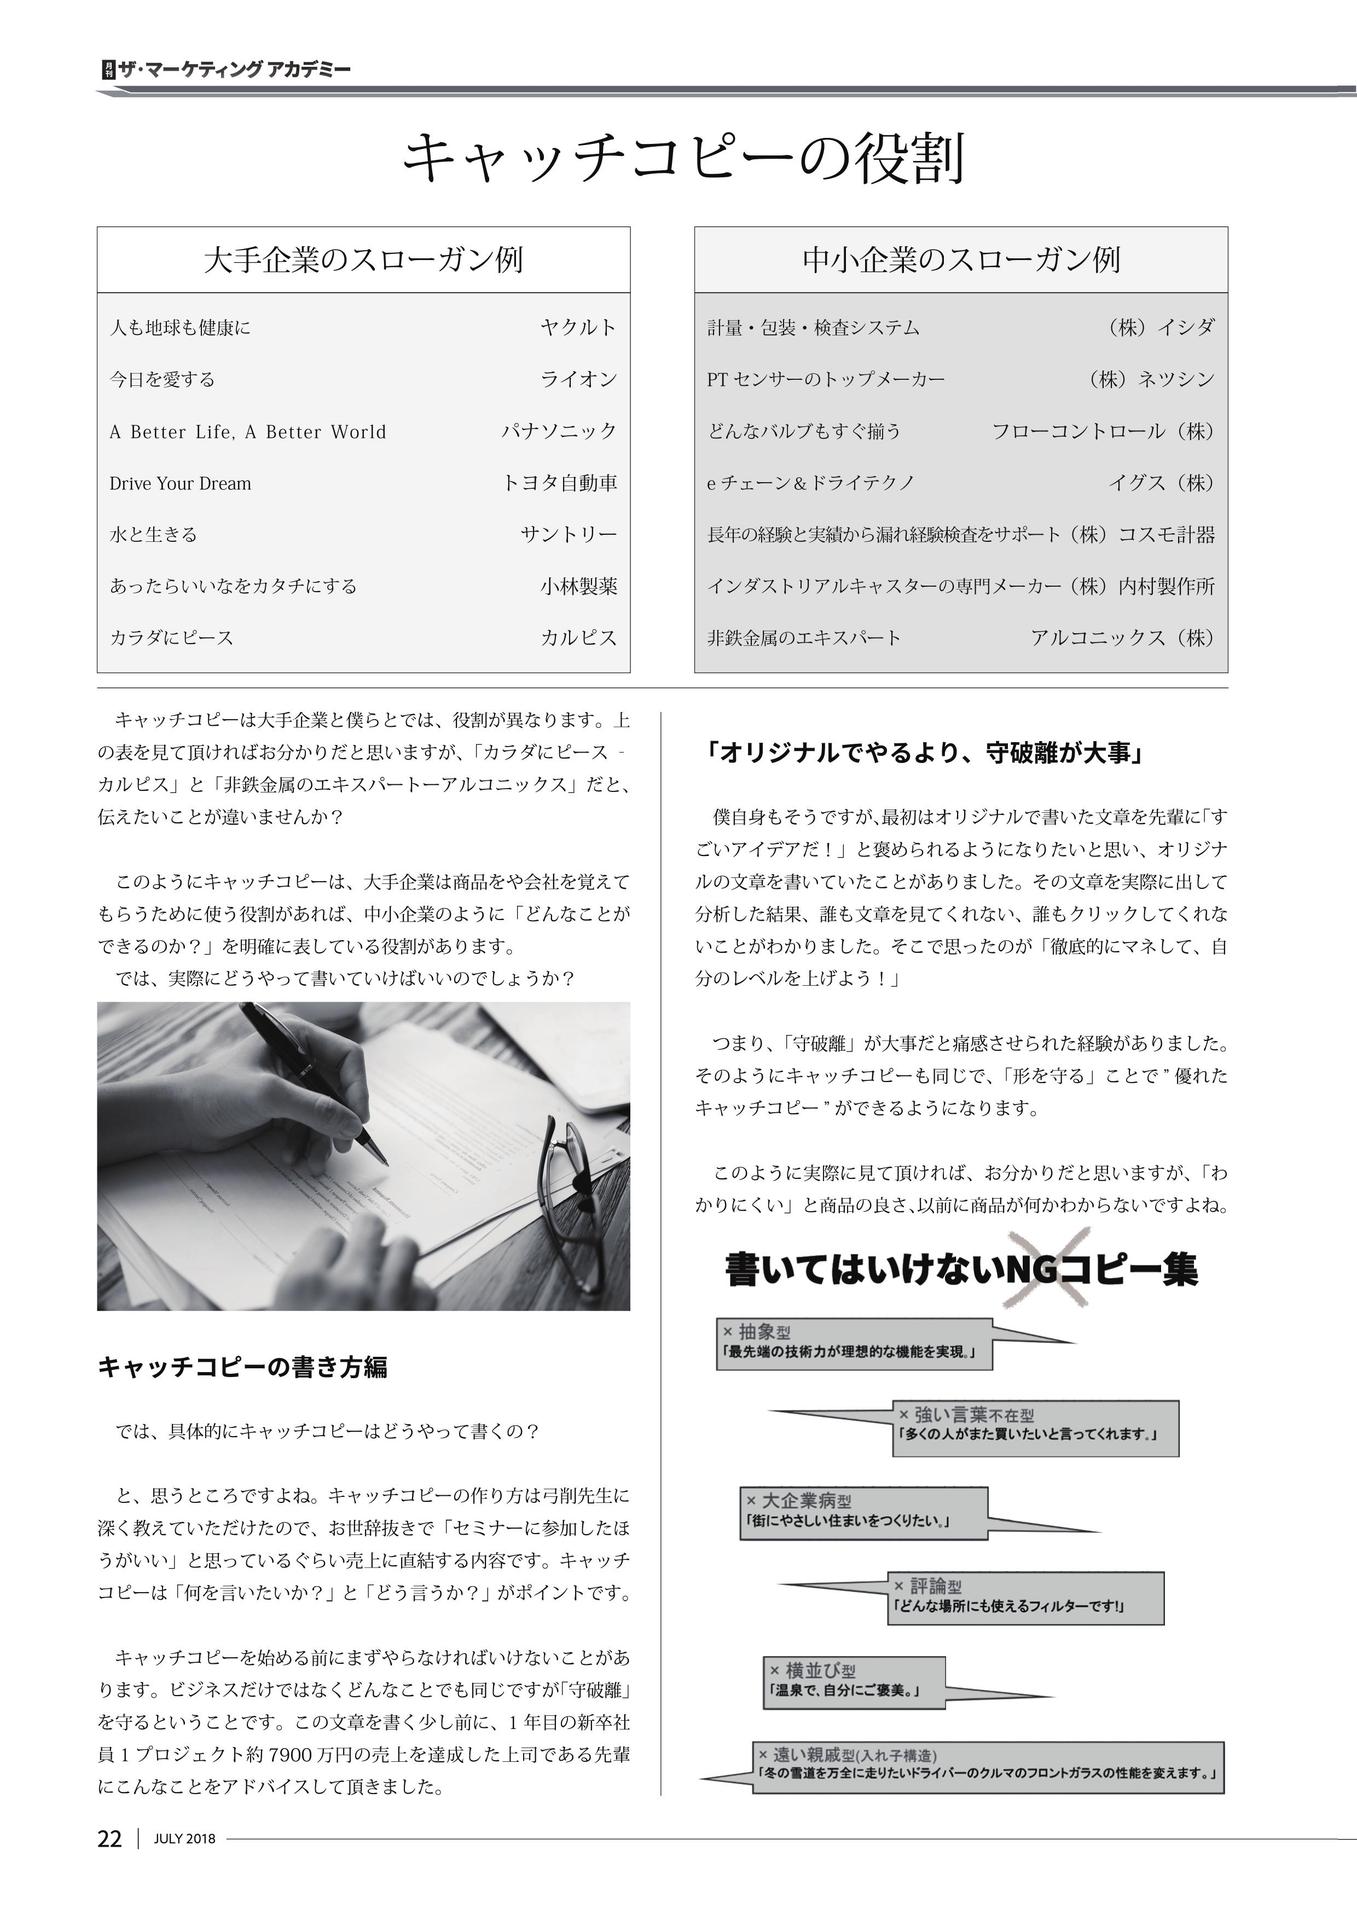 月刊 ザ・マーケティング アカデミー
キャッチコピーの役割
大手企業のスローガン例
人も地球も健康に ヤクルト
今日を愛する ライオン
A Better Life, A Better World パナソニック
Drive Your Dream トヨタ自動車
水と生きる サントリー
あったらいいなをカタチにする 小林製薬
カラダにピース カルピス
中小企業のスローガン例
計量・包装・検査システム （株）イシダ
PT センサーのトップメーカー （株）ネツシン
どんなバルブもすぐ揃う フローコントロール（株）
e チェーン＆ドライテクノ イグス（株）
長年の経験と実績から漏れ経験検査をサポート（株）コスモ計器
インダストリアルキャスターの専門メーカー（株）内村製作所
非鉄金属のエキスパート アルコニックス（株）
キャッチコピーは大手企業と僕らとでは、役割が異なります。上
の表を見て頂ければお分かりだと思いますが、「カラダにピース ‐
カルピス」と「非鉄金属のエキスパートーアルコニックス」だと、
伝えたいことが違いませんか？
このようにキャッチコピーは、大手企業は商品をや会社を覚えて
もらうために使う役割があれば、中小企業のように「どんなことが
できるのか？」を明確に表している役割があります。
では、実際にどうやって書いていけばいいのでしょうか？
キャッチコピーの書き方編
では、具体的にキャッチコピーはどうやって書くの？
と、思うところですよね。キャッチコピーの作り方は弓削先生に
深く教えていただけたので、お世辞抜きで「セミナーに参加したほ
うがいい」と思っているぐらい売上に直結する内容です。キャッチ
コピーは「何を言いたいか？」と「どう言うか？」がポイントです。
キャッチコピーを始める前にまずやらなければいけないことがあ
ります。ビジネスだけではなくどんなことでも同じですが「守破離」
を守るということです。この文章を書く少し前に、1 年目の新卒社
員 1 プロジェクト約 7900 万円の売上を達成した上司である先輩
にこんなことをアドバイスして頂きました。
「オリジナルでやるより、守破離が大事」
僕自身もそうですが、最初はオリジナルで書いた文章を先輩に「す
ごいアイデアだ！」と褒められるようになりたいと思い、オリジナ
ルの文章を書いていたことがありました。その文章を実際に出して
分析した結果、誰も文章を見てくれない、誰もクリックしてくれな
いことがわかりました。そこで思ったのが「徹底的にマネして、自
分のレベルを上げよう！」
つまり、「守破離」が大事だと痛感させられた経験がありました。
そのようにキャッチコピーも同じで、「形を守る」ことで ” 優れた
キャッチコピー ” ができるようになります。
このように実際に見て頂ければ、お分かりだと思いますが、「わ
かりにくい」と商品の良さ、以前に商品が何かわからないですよね。
書いてはいけないNGコピー集
× 抽象型
「最先端の技術力が理想的な機能を実現。」
× 強い言葉不在型
「多くの人がまた買いたいと言ってくれます。」
× 大企業病型
「街にやさしい住まいをつくりたい。」
× 評論型
「どんな場所にも使えるフィルターです!」
× 横並び型
「温泉で、自分にご褒美。」
× 遠い親戚型(入れ子構造)
「冬の雪道を万全に走りたいドライバーのクルマのフロントガラスの性能を変えます。」
22 JULY 2018